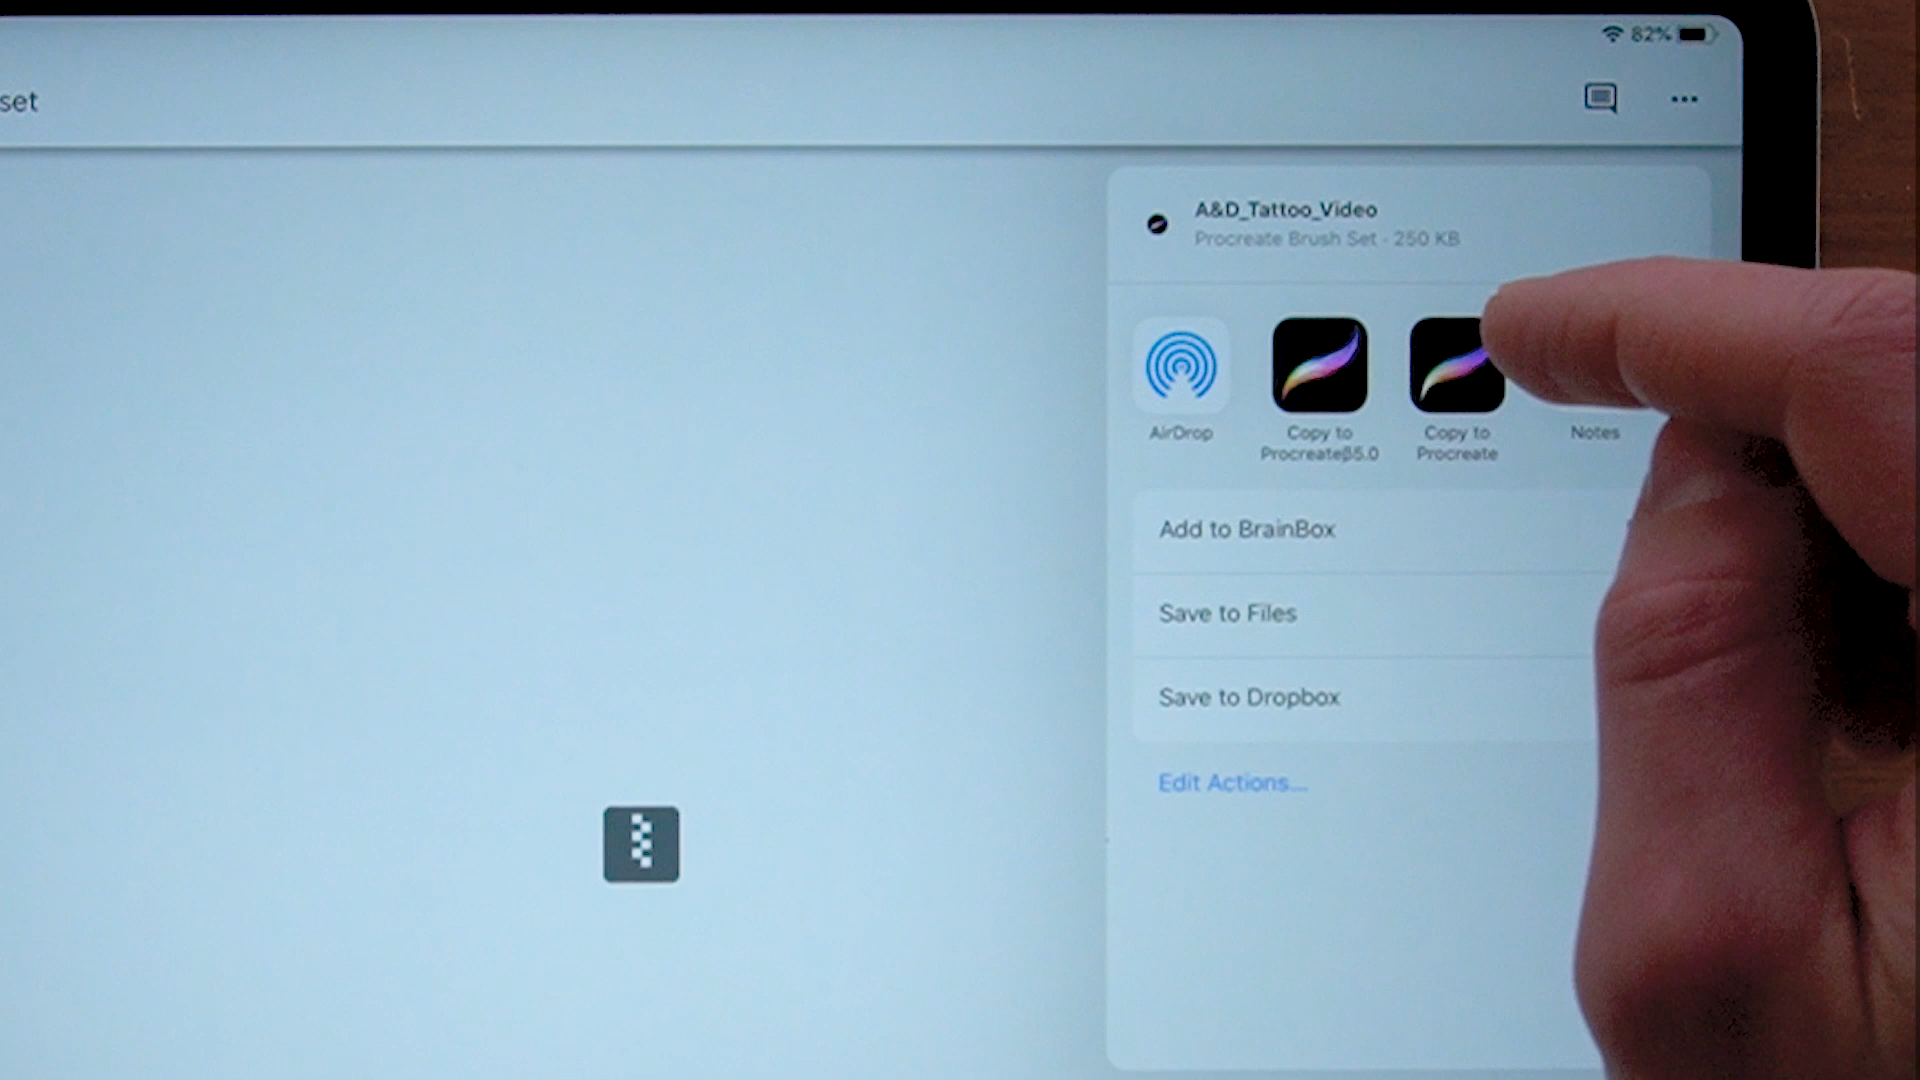 82%
set
A&D_Tattoo_Video
Procreate Brush Set - 250 KB
AirDrop
Copy to
Procreateβ5.0
Copy to
Procreate
Notes
Add to BrainBox
Save to Files
Save to Dropbox
Edit Actions...